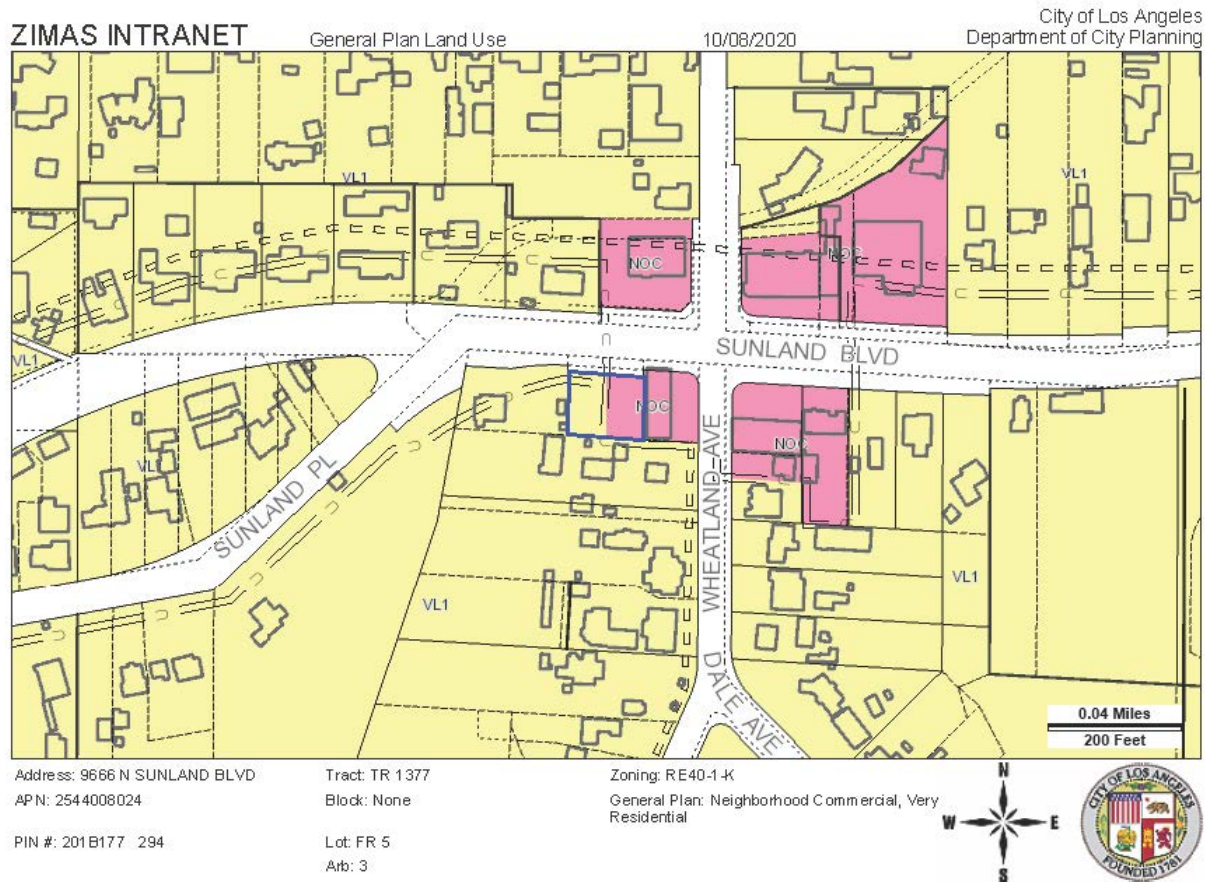 ZIMAS INTRANET
General Plan Land Use
10/08/2020
City of Los Angeles
Department of City Planning
VL1
VL1
NOC
NOC
VL1
SUNLAND BLVD
NOC
NOC
VL1
SUNLAND PL
WHEATLAND AVE
VL1
VL1
DALE AVE
0.04 Miles
200 Feet
Address: 9666 N SUNLAND BLVD
APN: 2544008024
PIN #: 201B177 294
Tract: TR 1377
Block: None
Lot: FR 5
Arb: 3
Zoning: RE40-1-K
General Plan: Neighborhood Commercial, Very
Residential
N
W
E
S
CITY OF LOS ANGELES
FOUNDED 1781